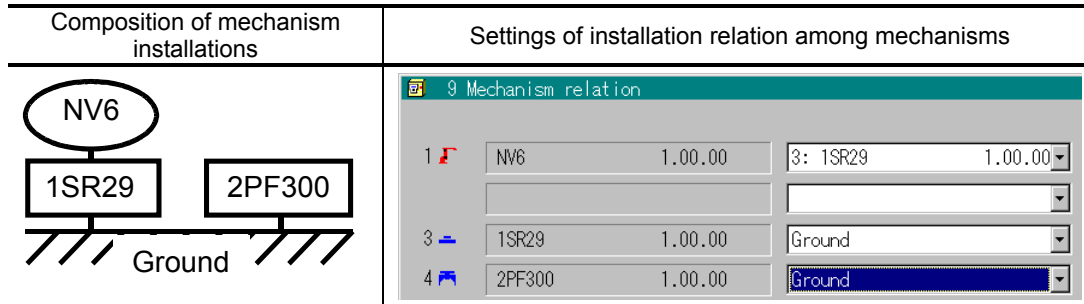 Composition of mechanism
installations
Settings of installation relation among mechanisms
NV6
1SR29
2PF300
Ground
9 Mechanism relation
1 NV6 1.00.00 3: 1SR29 1.00.00
3 1SR29 1.00.00 Ground
4 2PF300 1.00.00 Ground